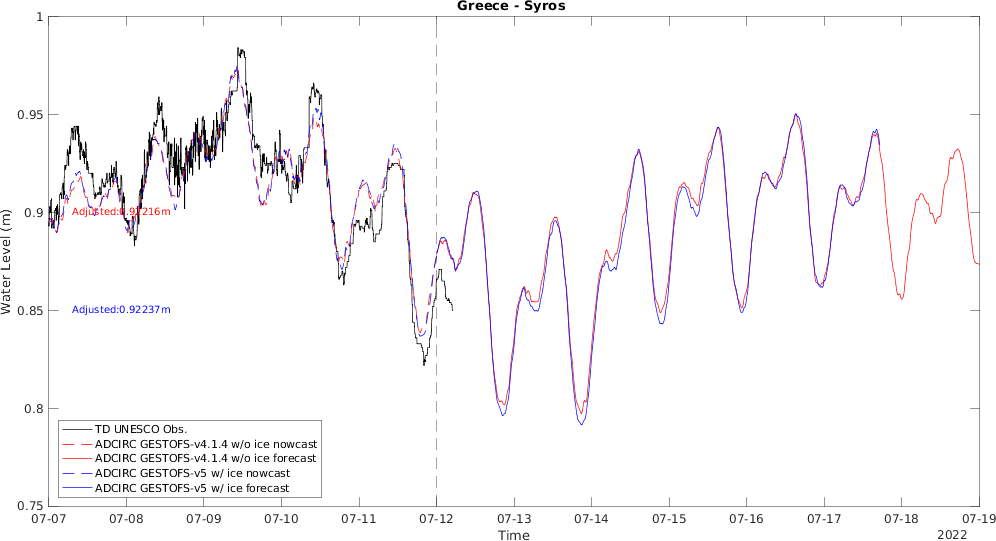 Greece - Syros
1
0.95
0.9
0.85
0.8
0.75
Water Level (m)
Adjusted:0.92216m
Adjusted:0.92237m
TD UNESCO Obs.
ADCIRC GESTOFS-v4.1.4 w/o ice nowcast
ADCIRC GESTOFS-v4.1.4 w/o ice forecast
ADCIRC GESTOFS-v5 w/ ice nowcast
ADCIRC GESTOFS-v5 w/ ice forecast
07-07 07-08 07-09 07-10 07-11 07-12 07-13 07-14 07-15 07-16 07-17 07-18 07-19
Time
2022